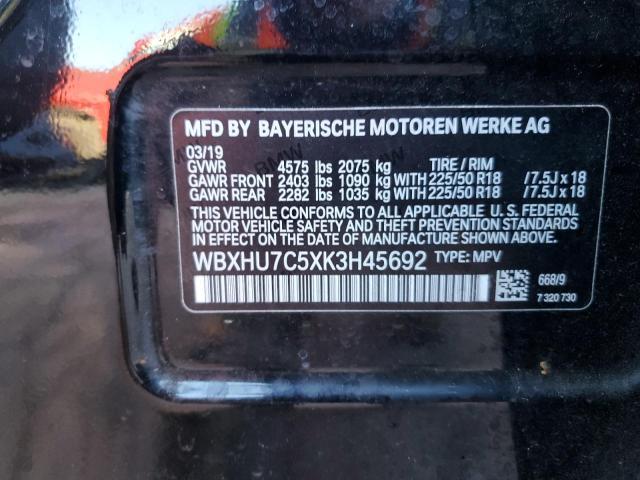 MFD BY BAYERISCHE MOTOREN WERKE AG
03/19
GVWR 4575 lbs 2075 kg TIRE / RIM
GAWR FRONT 2403 lbs 1090 kg WITH 225/50 R18 /7.5J x 18
GAWR REAR 2282 lbs 1035 kg WITH 225/50 R18 /7.5J x 18
THIS VEHICLE CONFORMS TO ALL APPLICABLE U. S. FEDERAL
MOTOR VEHICLE SAFETY AND THEFT PREVENTION STANDARDS
IN EFFECT ON THE DATE OF MANUFACTURE SHOWN ABOVE.
WBXHU7C5XK3H45692 TYPE: MPV
668/9
7 320 730